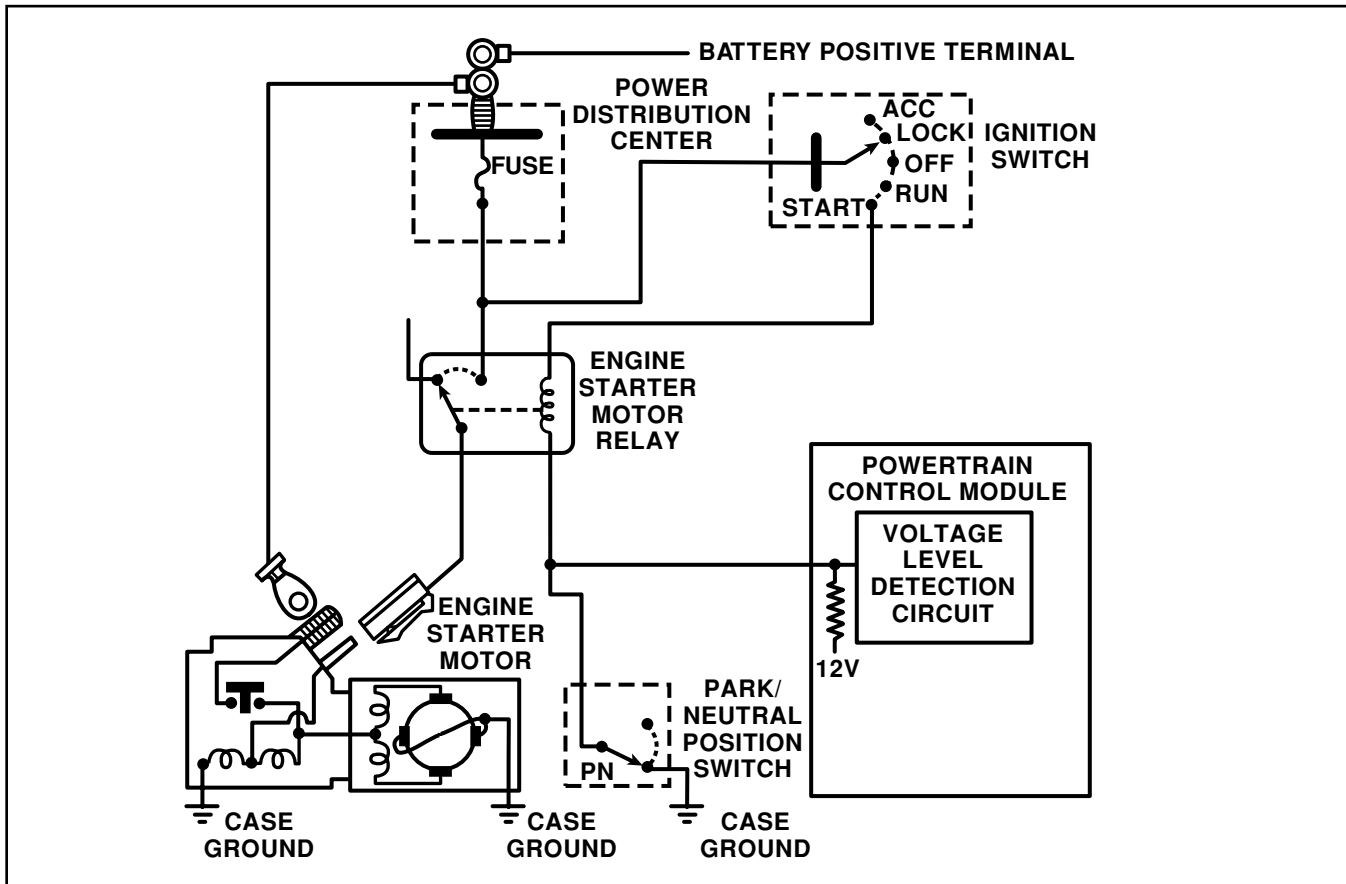 BATTERY POSITIVE TERMINAL
POWER
DISTRIBUTION
CENTER
FUSE
ACC
LOCK
OFF
RUN
START
IGNITION
SWITCH
ENGINE
STARTER
MOTOR
RELAY
POWERTRAIN
CONTROL MODULE
VOLTAGE
LEVEL
DETECTION
CIRCUIT
12V
ENGINE
STARTER
MOTOR
PARK/
NEUTRAL
POSITION
SWITCH
PN
CASE
GROUND
CASE
GROUND
CASE
GROUND